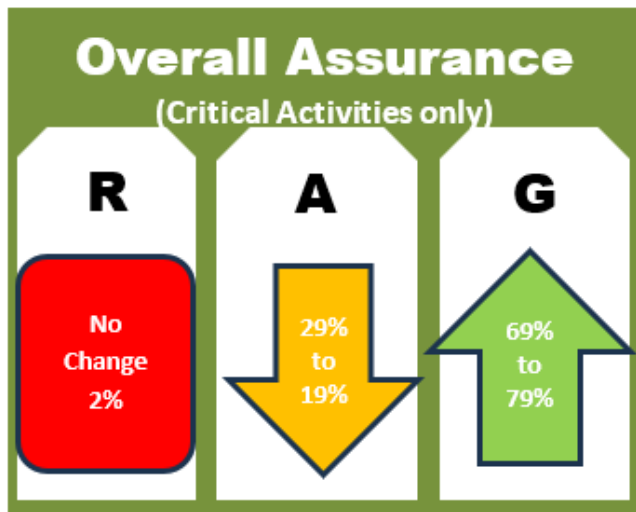 Overall Assurance
(Critical Activities only)
R
A
G
No
Change
2%
29%
to
19%
69%
to
79%